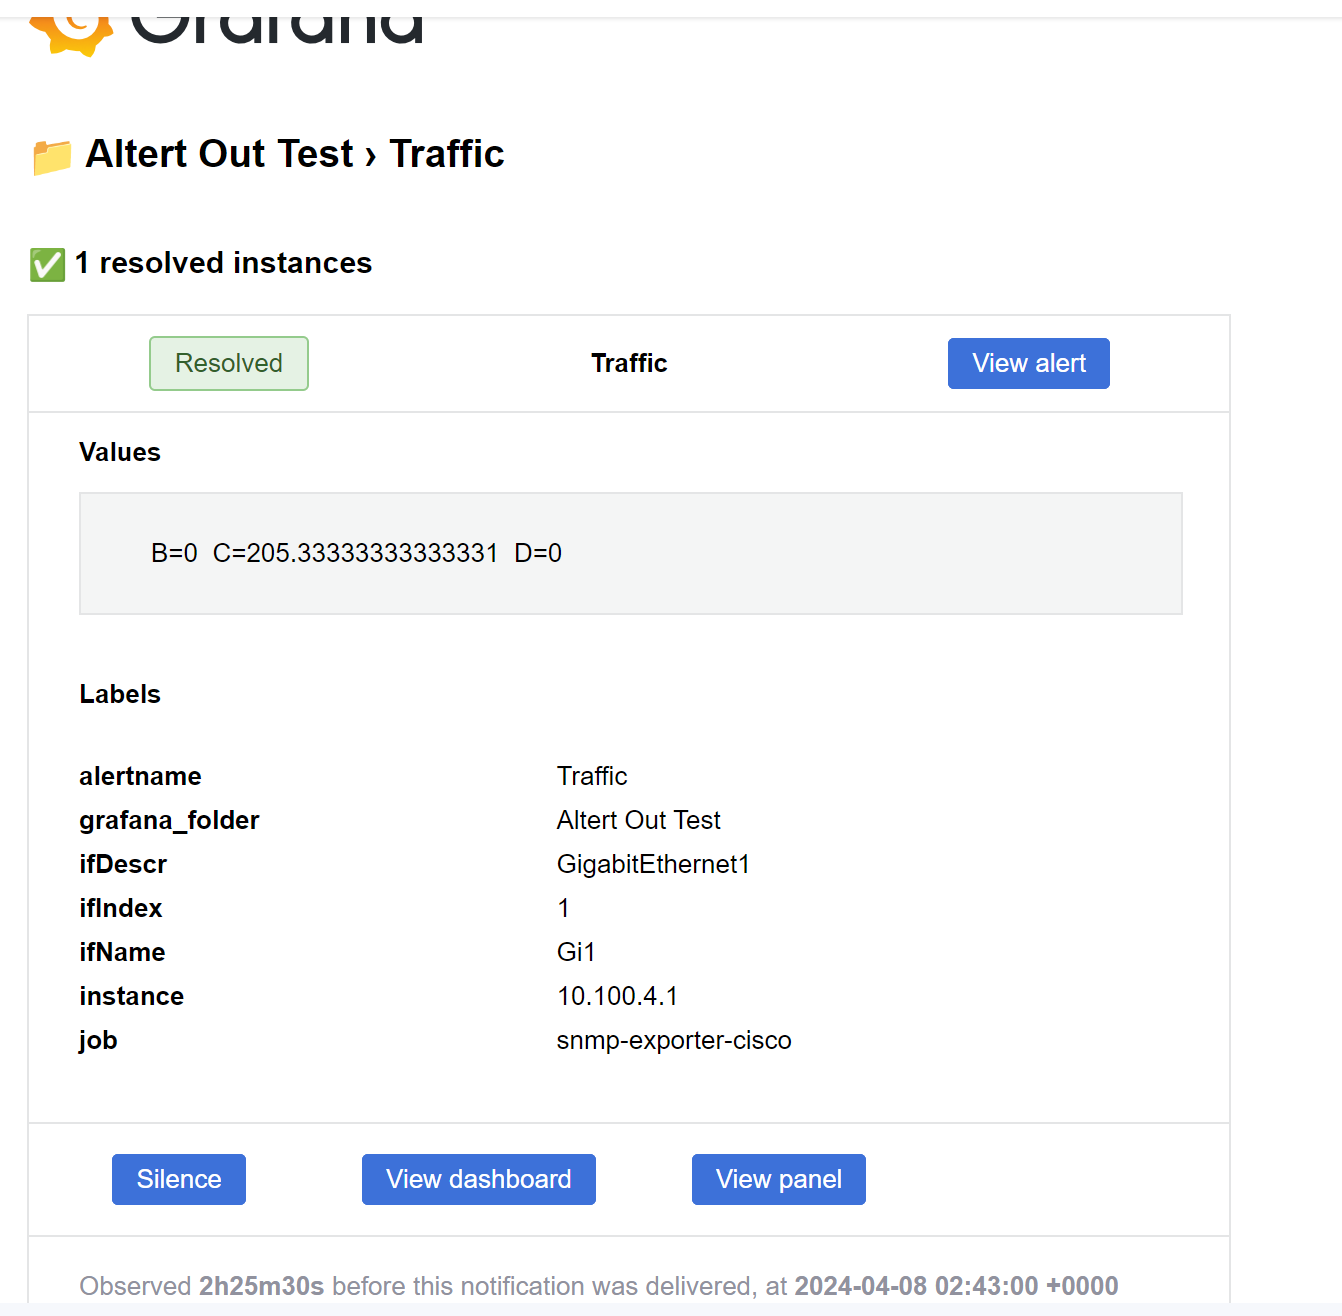 Grafana
📁 Altert Out Test › Traffic
✅ 1 resolved instances
Resolved Traffic View alert
Values
B=0 C=205.33333333333331 D=0
Labels
alertname Traffic
grafana_folder Altert Out Test
ifDescr GigabitEthernet1
ifIndex 1
ifName Gi1
instance 10.100.4.1
job snmp-exporter-cisco
Silence View dashboard View panel
Observed 2h25m30s before this notification was delivered, at 2024-04-08 02:43:00 +0000